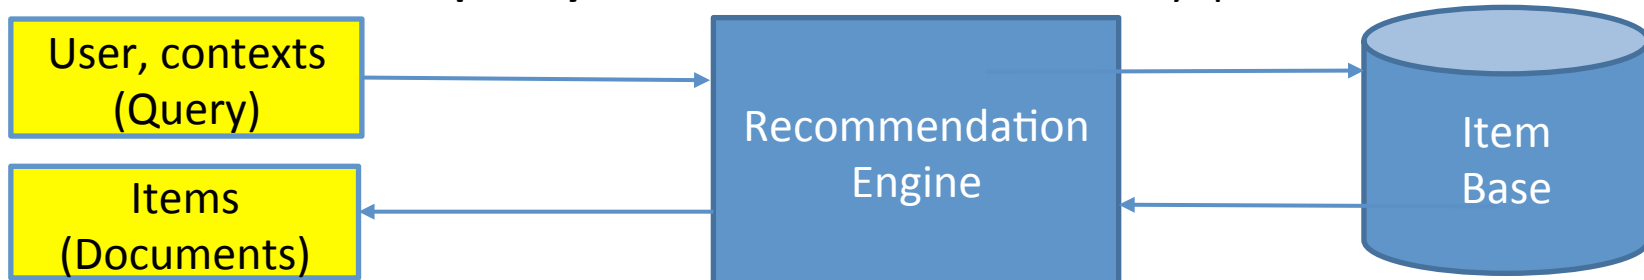 User, contexts
(Query)
Items
(Documents)
Recommendation
Engine
Item
Base